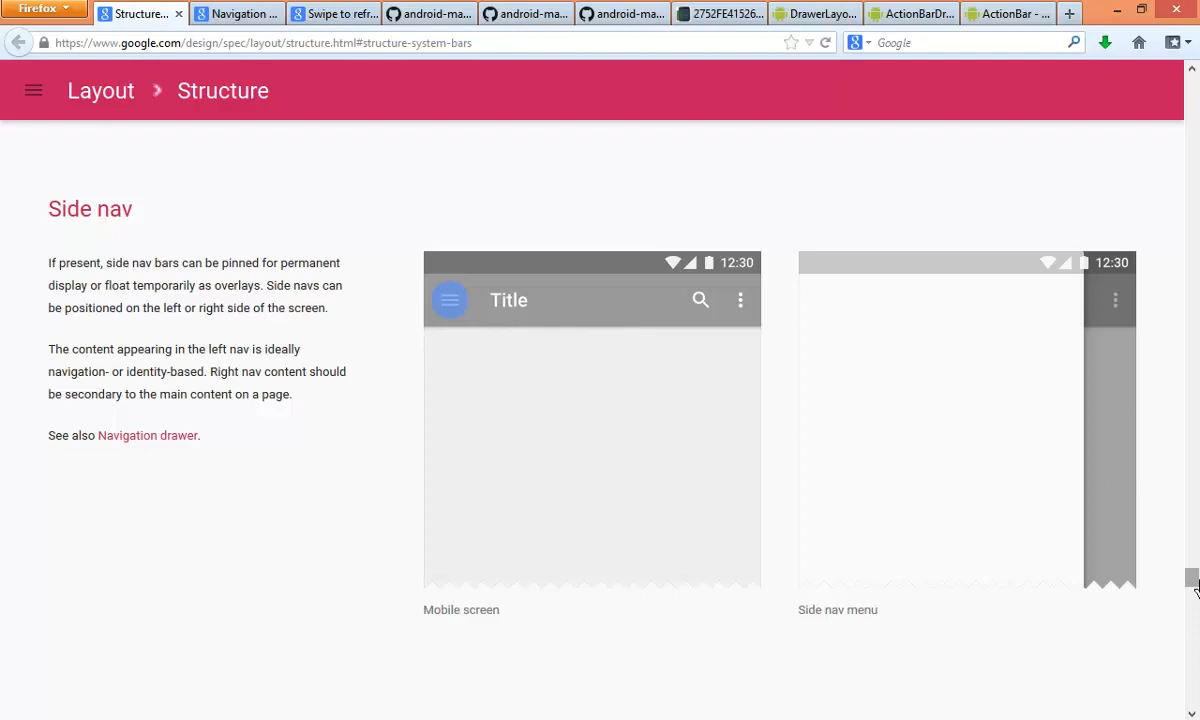 Firefox
Structure...
Navigation ...
Swipe to refr...
android-ma...
android-ma...
android-ma...
2752FE41526...
DrawerLayo...
ActionBarDr...
ActionBar - ...
https://www.google.com/design/spec/layout/structure.html#structure-system-bars
Google
Layout > Structure
Side nav
If present, side nav bars can be pinned for permanent
display or float temporarily as overlays. Side navs can
be positioned on the left or right side of the screen.
The content appearing in the left nav is ideally
navigation- or identity-based. Right nav content should
be secondary to the main content on a page.
See also Navigation drawer.
12:30
Title
Mobile screen
12:30
Side nav menu